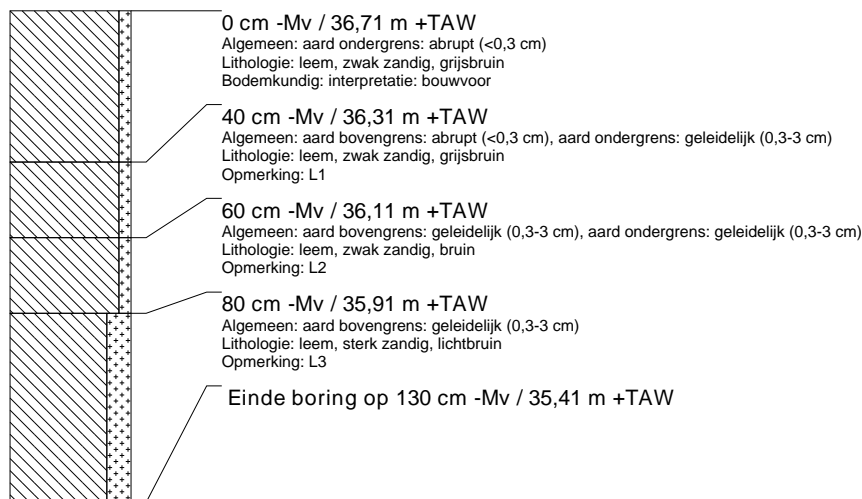 0 cm -Mv / 36,71 m +TAW
Algemeen: aard ondergrens: abrupt (<0,3 cm)
Lithologie: leem, zwak zandig, grijsbruin
Bodemkundig: interpretatie: bouwvoor
40 cm -Mv / 36,31 m +TAW
Algemeen: aard bovengrens: abrupt (<0,3 cm), aard ondergrens: geleidelijk (0,3-3 cm)
Lithologie: leem, zwak zandig, grijsbruin
Opmerking: L1
60 cm -Mv / 36,11 m +TAW
Algemeen: aard bovengrens: geleidelijk (0,3-3 cm), aard ondergrens: geleidelijk (0,3-3 cm)
Lithologie: leem, zwak zandig, bruin
Opmerking: L2
80 cm -Mv / 35,91 m +TAW
Algemeen: aard bovengrens: geleidelijk (0,3-3 cm)
Lithologie: leem, sterk zandig, lichtbruin
Opmerking: L3
Einde boring op 130 cm -Mv / 35,41 m +TAW